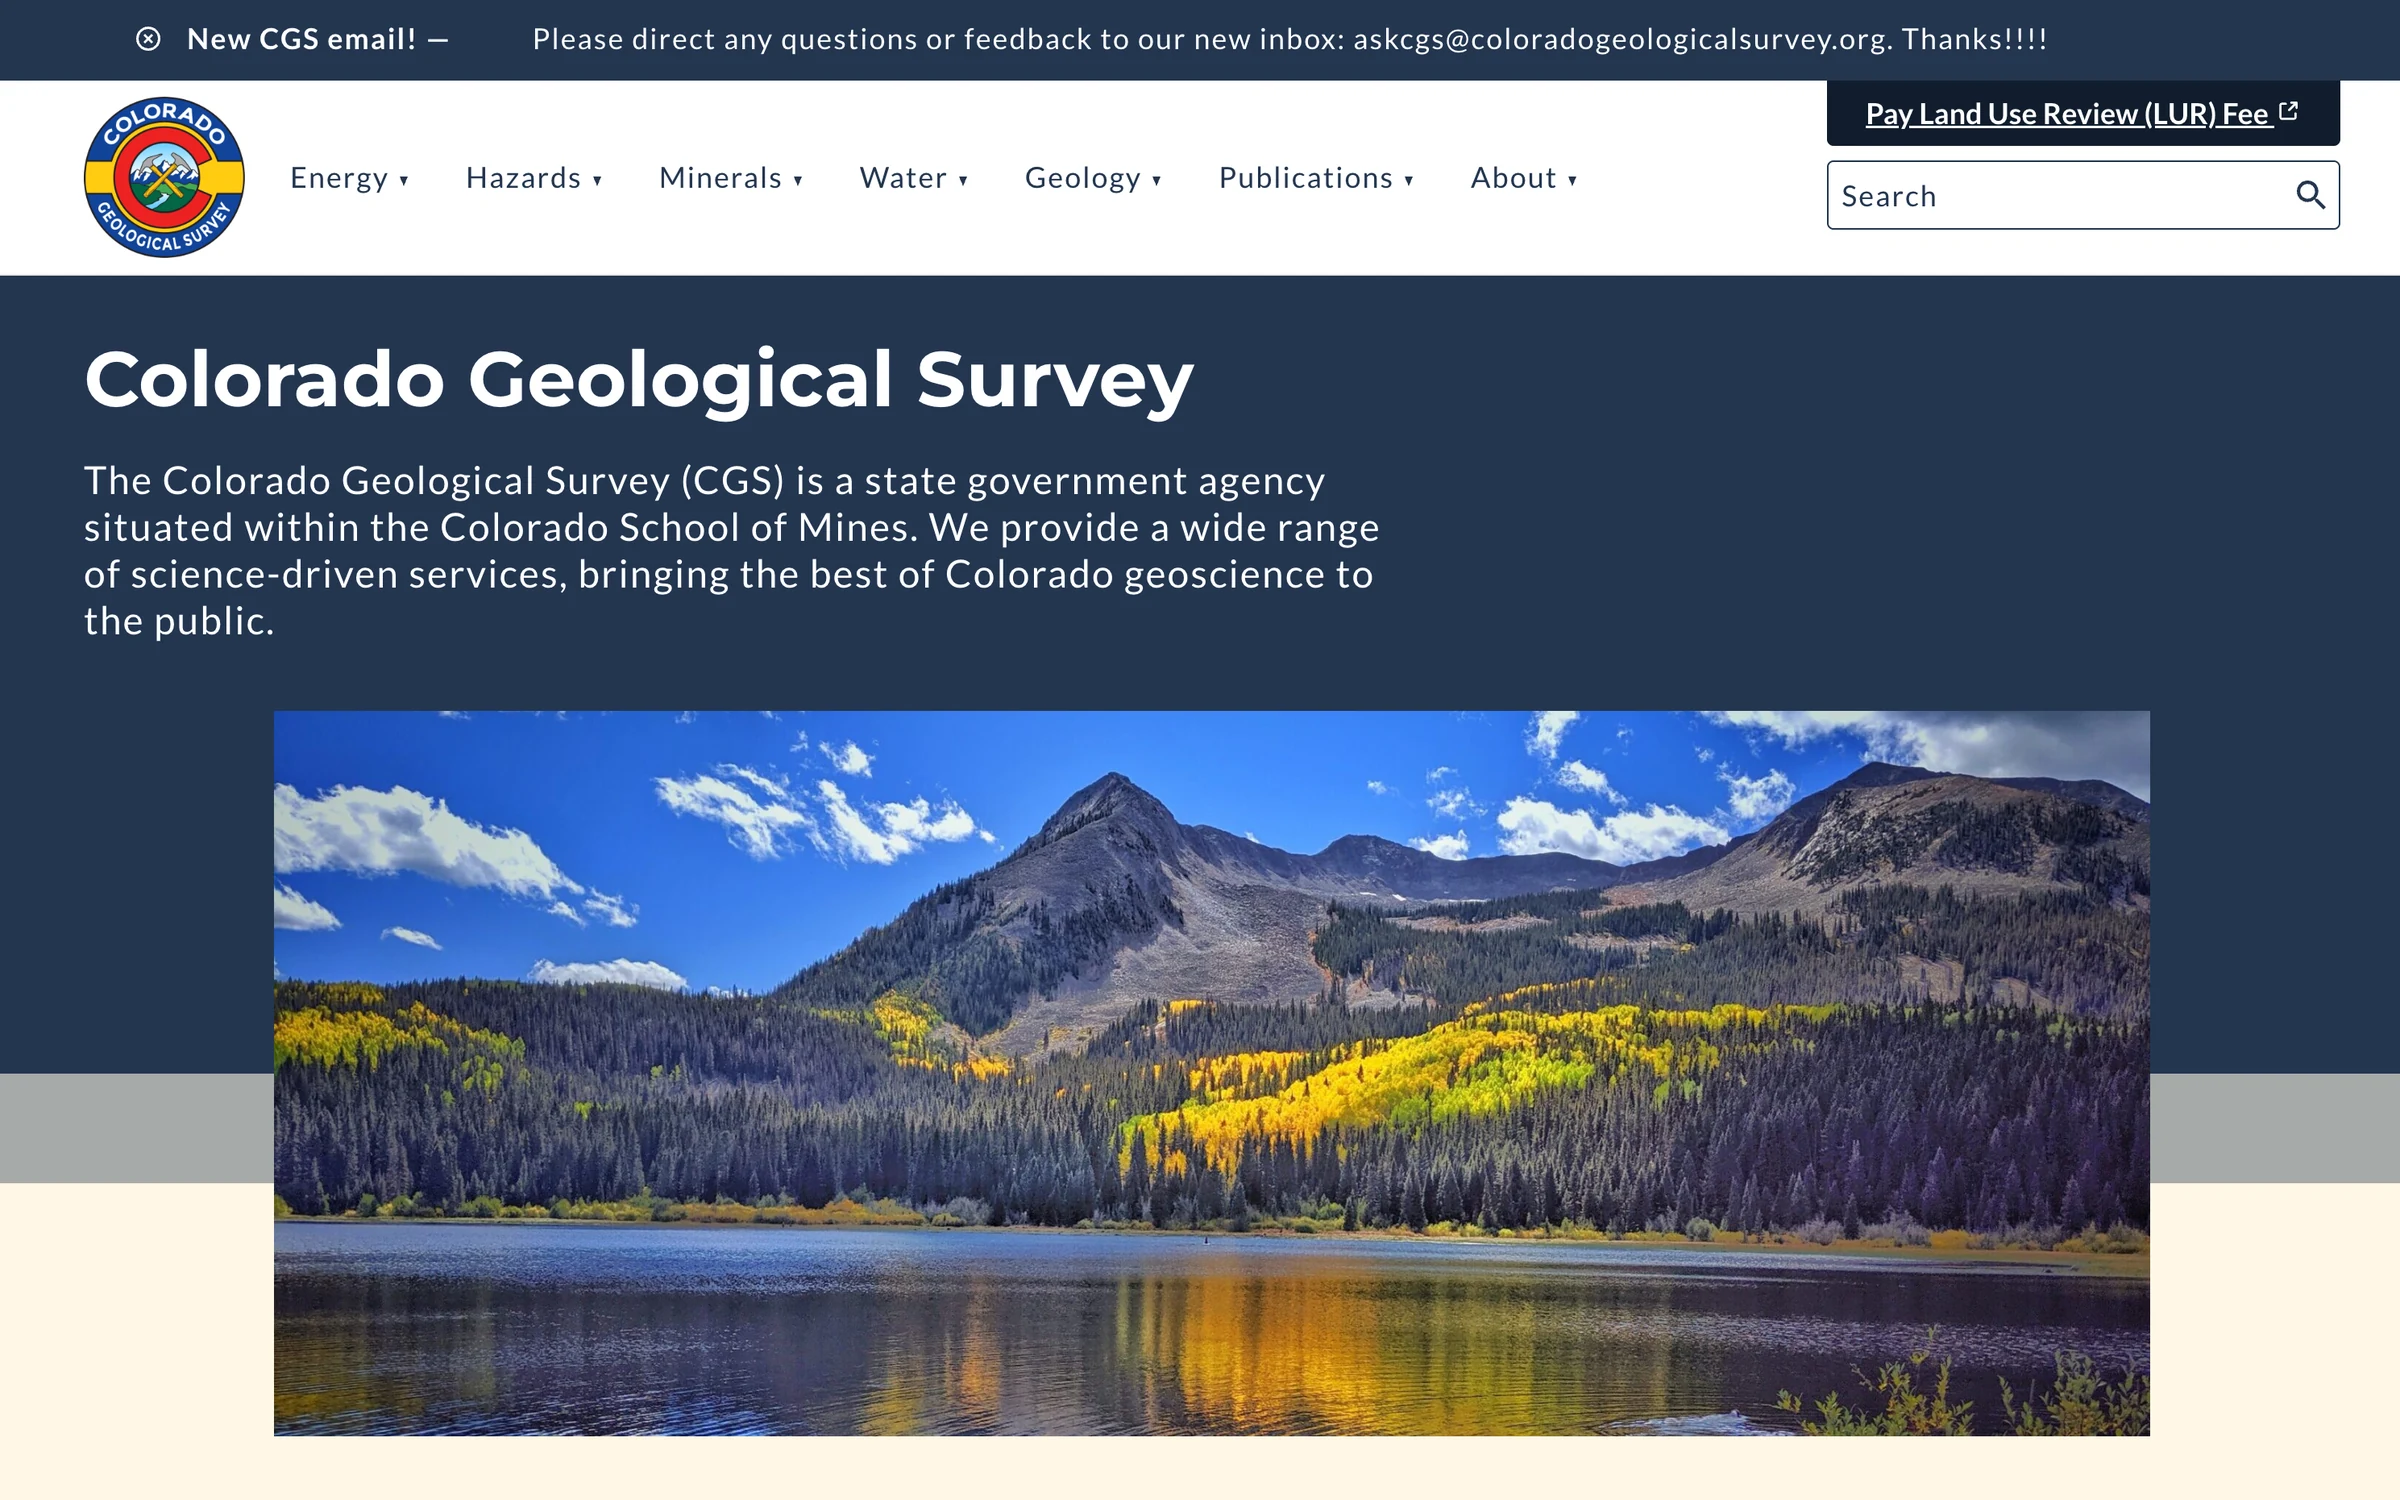 New CGS email! — Please direct any questions or feedback to our new inbox: askcgs@coloradogeologicalsurvey.org. Thanks!!!!
Pay Land Use Review (LUR) Fee
COLORADO
GEOLOGICAL SURVEY
Energy ▾ Hazards ▾ Minerals ▾ Water ▾ Geology ▾ Publications ▾ About ▾
Search
Colorado Geological Survey
The Colorado Geological Survey (CGS) is a state government agency
situated within the Colorado School of Mines. We provide a wide range
of science-driven services, bringing the best of Colorado geoscience to
the public.